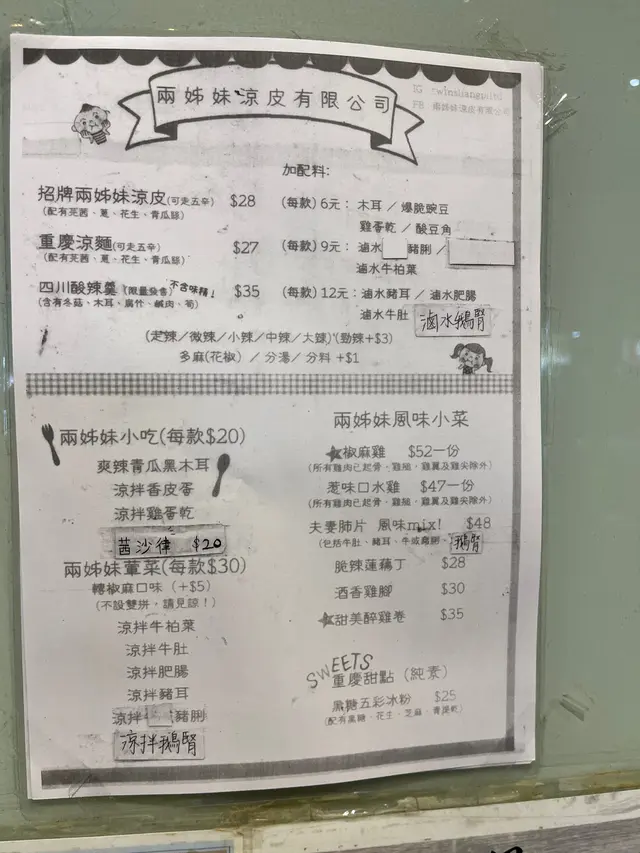 兩姊妹涼皮有限公司
IG twinsliangpiltd
FB 兩姊妹涼皮有限公司
招牌兩姊妹涼皮(可走五辛) $28
(配有芫茜、蔥、花生、青瓜絲)
重慶涼麵(可走五辛) $27
(配有芫茜、蔥、花生、青瓜絲)
四川酸辣羹(限量發售) 不含味精! $35
(含有冬菇、木耳、腐竹、鹹肉、筍)
加配料:
(每款) 6元: 木耳 / 爆脆豌豆
雞蛋乾 / 酸豆角
(每款) 9元: 滷水 豬脷 /
滷水牛柏葉
(每款) 12元: 滷水豬耳 / 滷水肥腸
滷水牛肚 滷水鵝腎
(走辣/微辣/小辣/中辣/大辣)(勁辣+$3)
多麻(花椒) / 分湯/ 分料 +$1
兩姊妹小吃(每款$20)
爽辣青瓜黑木耳
涼拌香皮蛋
涼拌雞蛋乾
茜沙律 $20
兩姊妹葷菜(每款$30)
轉椒麻口味 (+$5)
(不設雙拼,請見諒!)
涼拌牛柏葉
涼拌牛肚
涼拌肥腸
涼拌豬耳
涼拌 豬脷
涼拌鵝腎
兩姊妹風味小菜
椒麻雞 $52一份
(所有雞肉已起骨、雞鎚、雞翼及雞尖除外)
惹味口水雞 $47一份
(所有雞肉已起骨、雞鎚、雞翼及雞尖除外)
夫妻肺片 風味mix! $48
(包括牛肚、豬耳、牛 鵝腎
脆辣蓮藕丁 $28
酒香雞腳 $30
甜美醉雞卷 $35
SWEETS
重慶甜點 (純素)
黑糖五彩冰粉 $25
(配有黑糖、花生、芝麻、青提乾)